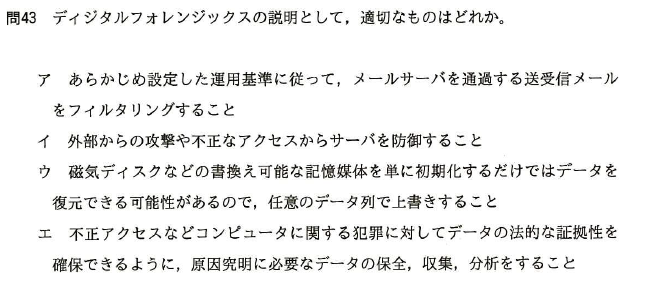 問43 ディジタルフォレンジックスの説明として，適切なものはどれか。
ア あらかじめ設定した運用基準に従って，メールサーバを通過する送受信メール
をフィルタリングすること
イ 外部からの攻撃や不正なアクセスからサーバを防御すること
ウ 磁気ディスクなどの書換え可能な記憶媒体を単に初期化するだけではデータを
復元できる可能性があるので，任意のデータ列で上書きすること
エ 不正アクセスなどコンピュータに関する犯罪に対してデータの法的な証拠性を
確保できるように，原因究明に必要なデータの保全，収集，分析をすること